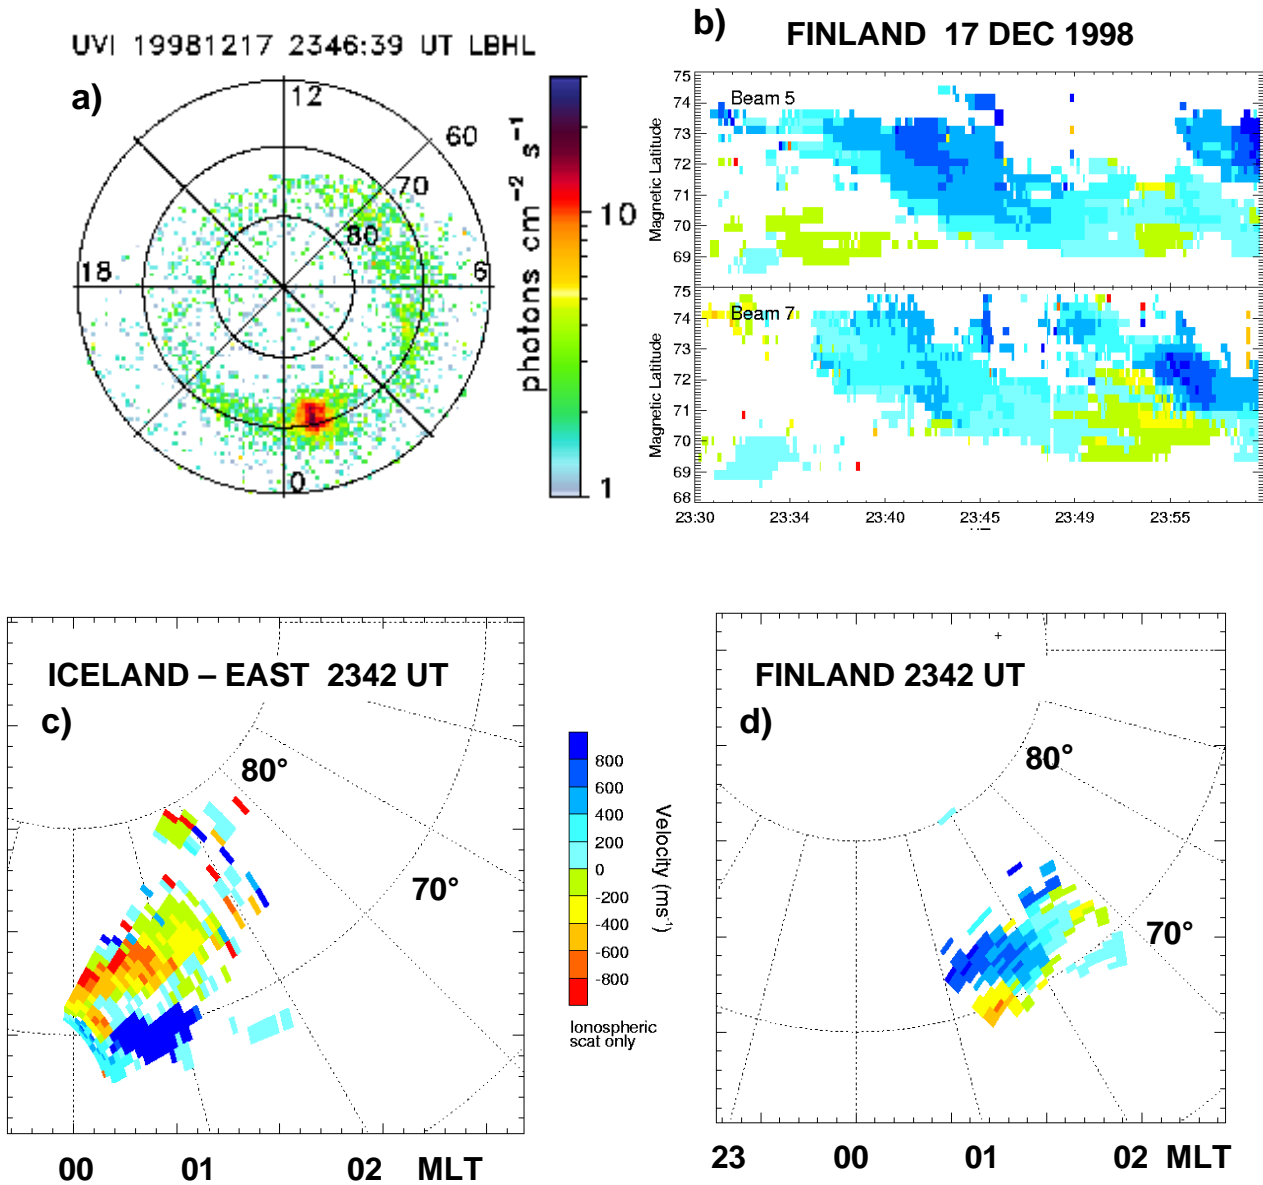 UVI 19981217 2346:39 UT LBHL
a)
12
60
70
80
18
6
0
10
1
photons cm⁻² s⁻¹
b)
FINLAND 17 DEC 1998
Beam 5
Magnetic Latitude
75
74
73
72
71
70
69
Beam 7
Magnetic Latitude
75
74
73
72
71
70
69
68
23:30 23:34 23:40 23:45 23:49 23:55
ICELAND – EAST 2342 UT
c)
80°
70°
00 01 02 MLT
800
600
400
200
0
-200
-400
-600
-800
Velocity (ms⁻¹)
Ionospheric
scat only
FINLAND 2342 UT
d)
80°
70°
23 00 01 02 MLT